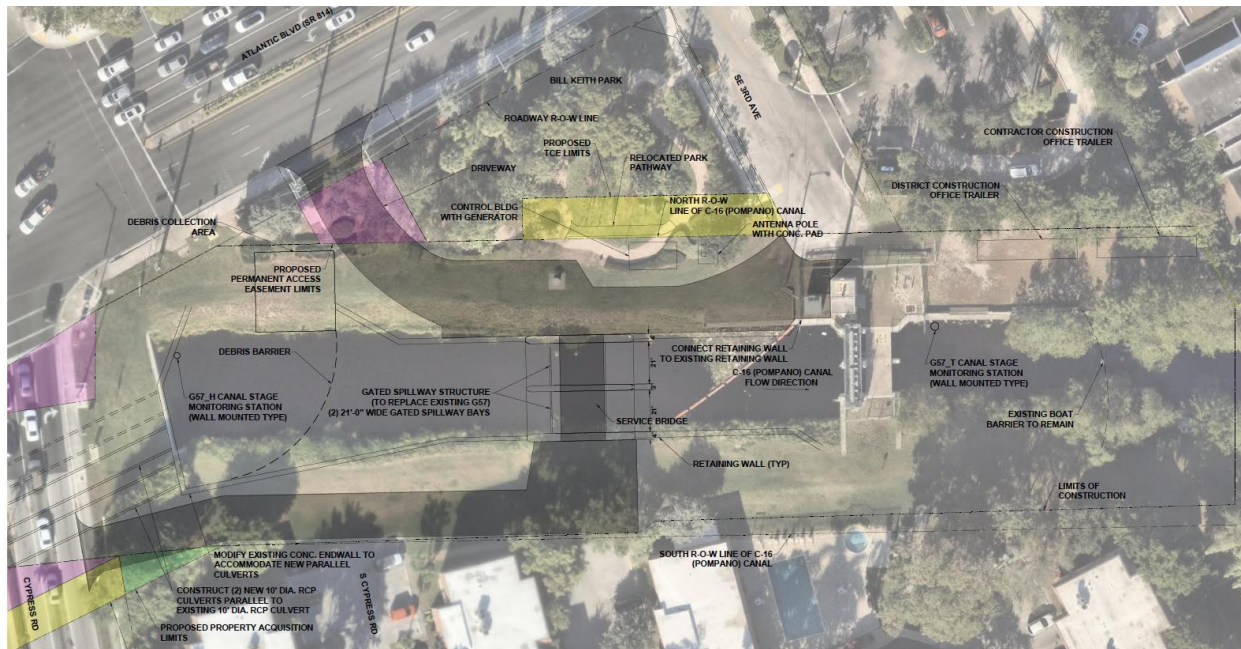 ATLANTIC BLVD (SR 814)
BILL KEITH PARK
SE 3RD AVE
ROADWAY R-O-W LINE
PROPOSED
TCE LIMITS
RELOCATED PARK
PATHWAY
DRIVEWAY
CONTRACTOR CONSTRUCTION
OFFICE TRAILER
DISTRICT CONSTRUCTION
OFFICE TRAILER
CONTROL BLDG
WITH GENERATOR
NORTH R-O-W
LINE OF C-16 (POMPANO) CANAL
ANTENNA POLE
WITH CONC. PAD
DEBRIS COLLECTION
AREA
PROPOSED
PERMANENT ACCESS
EASEMENT LIMITS
DEBRIS BARRIER
CONNECT RETAINING WALL
TO EXISTING RETAINING WALL
C-16 (POMPANO) CANAL
FLOW DIRECTION
G57_T CANAL STAGE
MONITORING STATION
(WALL MOUNTED TYPE)
G57_H CANAL STAGE
MONITORING STATION
(WALL MOUNTED TYPE)
GATED SPILLWAY STRUCTURE
(TO REPLACE EXISTING G57)
(2) 21'-0" WIDE GATED SPILLWAY BAYS
4'
21'
3'
21'
4'
SERVICE BRIDGE
EXISTING BOAT
BARRIER TO REMAIN
RETAINING WALL (TYP)
LIMITS OF
CONSTRUCTION
SOUTH R-O-W LINE OF C-16
(POMPANO) CANAL
MODIFY EXISTING CONC. ENDWALL TO
ACCOMMODATE NEW PARALLEL
CULVERTS
CONSTRUCT (2) NEW 10' DIA. RCP
CULVERTS PARALLEL TO
EXISTING 10' DIA. RCP CULVERT
PROPOSED PROPERTY ACQUISITION
LIMITS
CYPRESS RD
S CYPRESS RD